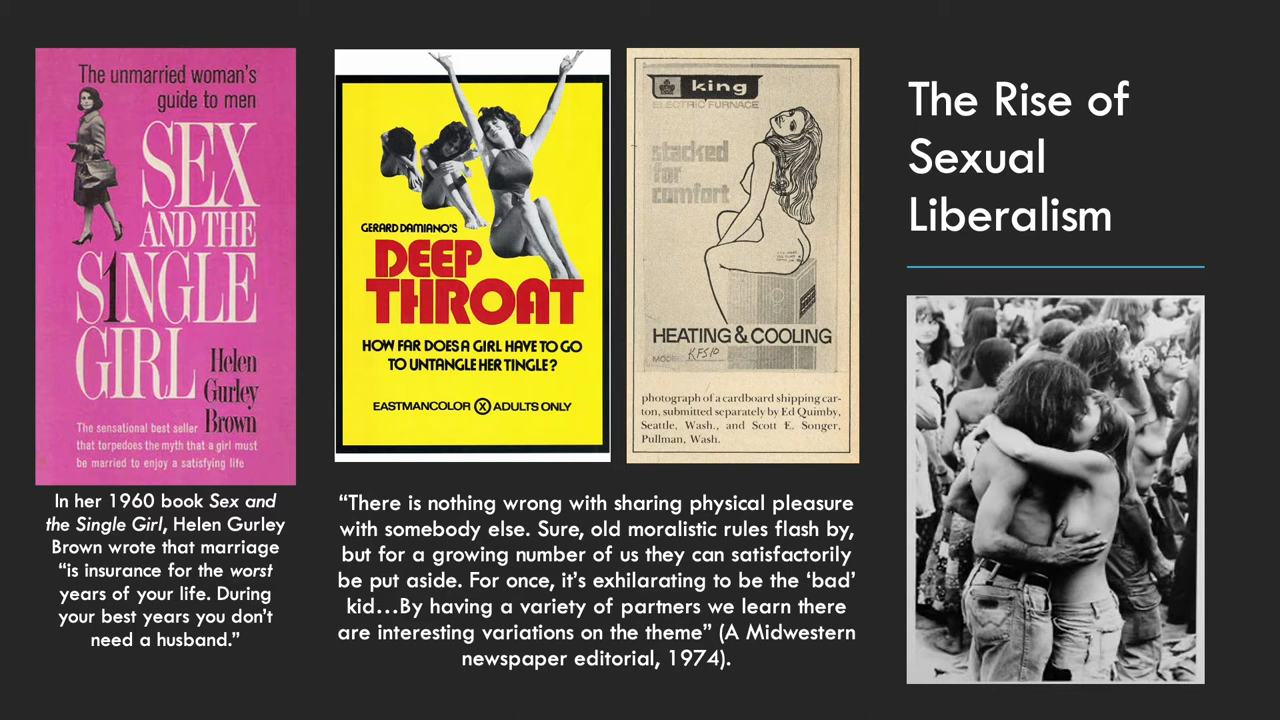 The unmarried woman's
guide to men
SEX
AND THE
S1NGLE
GIRL
Helen
Gurley
Brown
The sensational best seller
that torpedoes the myth that a girl must
be married to enjoy a satisfying life
In her 1960 book Sex and
the Single Girl, Helen Gurley
Brown wrote that marriage
“is insurance for the worst
years of your life. During
your best years you don’t
need a husband.”
GERARD DAMIANO'S
DEEP
THROAT
HOW FAR DOES A GIRL HAVE TO GO
TO UNTANGLE HER TINGLE?
EASTMANCOLOR X ADULTS ONLY
king
ELECTRIC FURNACE
stacked
for
comfort
HEATING & COOLING
MODEL KFS10
photograph of a cardboard shipping car-
ton, submitted separately by Ed Quimby,
Seattle, Wash., and Scott E. Songer,
Pullman, Wash.
“There is nothing wrong with sharing physical pleasure
with somebody else. Sure, old moralistic rules flash by,
but for a growing number of us they can satisfactorily
be put aside. For once, it’s exhilarating to be the ‘bad’
kid…By having a variety of partners we learn there
are interesting variations on the theme” (A Midwestern
newspaper editorial, 1974).
The Rise of
Sexual
Liberalism